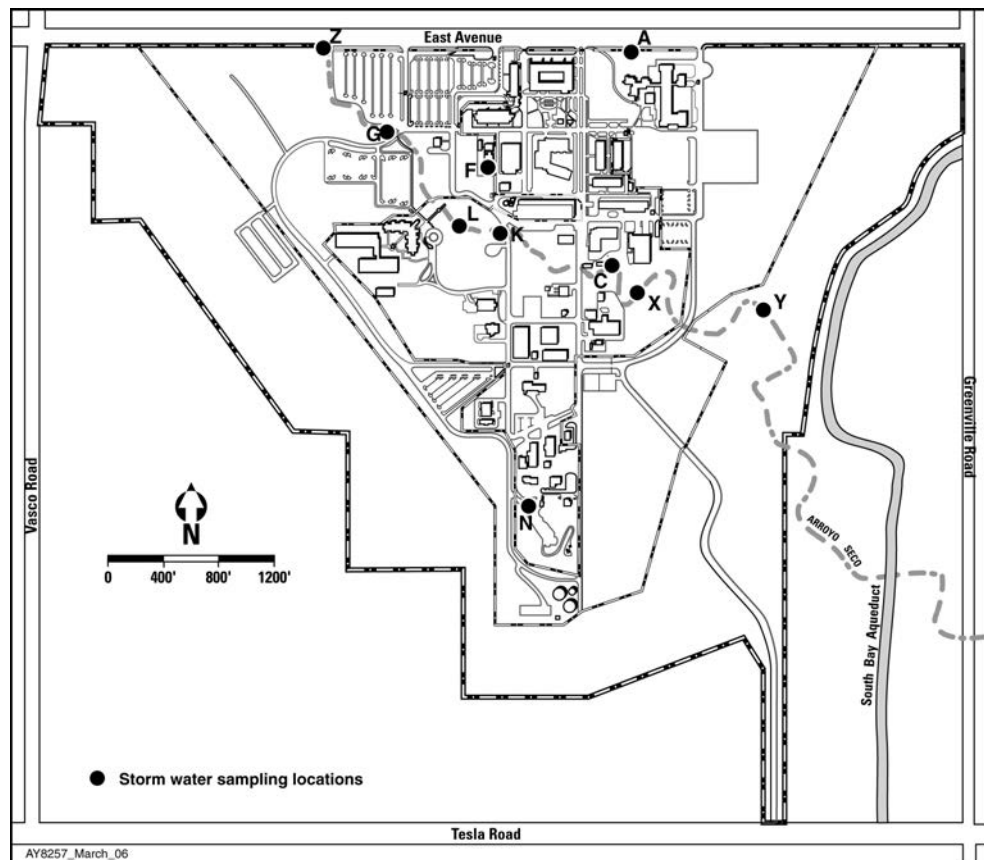 East Avenue
Z
A
G
F
L
K
C
X
Y
N
Vasco Road
Greenville Road
N
0 400' 800' 1200'
ARROYO SECO
South Bay Aqueduct
Storm water sampling locations
Tesla Road
AY8257_March_06